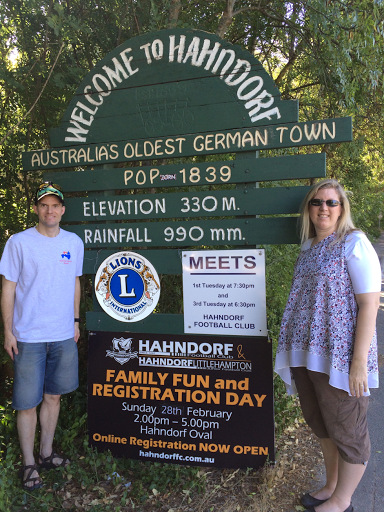 WELCOME TO HAHNDORF
AUSTRALIA'S OLDEST GERMAN TOWN
POP. 1839
ELEVATION 330 M.
RAINFALL 990 mm.
LIONS
L
INTERNATIONAL
MEETS
1st Tuesday at 7:30pm
and
3rd Tuesday at 6:30pm
HAHNDORF
FOOTBALL CLUB
HAHNDORF
Football Club
&
HAHNDORF LITTLEHAMPTON
FAMILY FUN and
REGISTRATION DAY
Sunday 28th February
2.00pm – 5.00pm
Hahndorf Oval
Online Registration NOW OPEN
hahndorffc.com.au